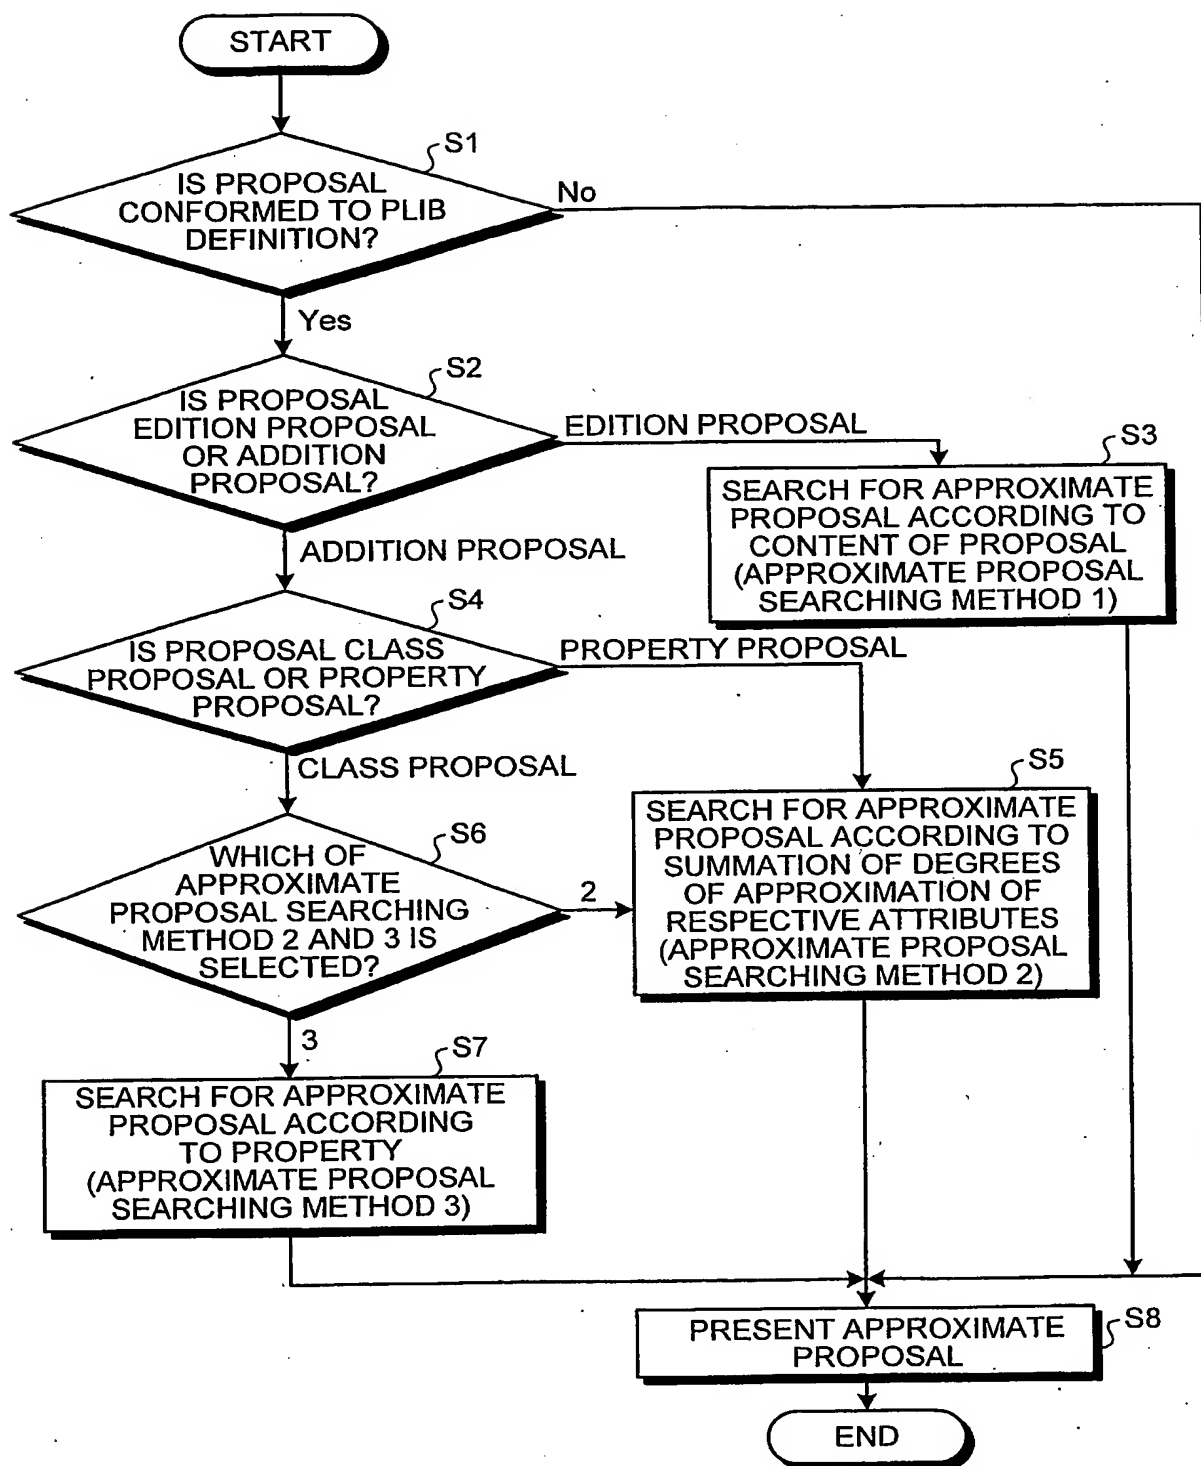 START
S1
IS PROPOSAL
CONFORMED TO PLIB
DEFINITION?
No
Yes
S2
IS PROPOSAL
EDITION PROPOSAL
OR ADDITION
PROPOSAL?
EDITION PROPOSAL
S3
SEARCH FOR APPROXIMATE
PROPOSAL ACCORDING TO
CONTENT OF PROPOSAL
(APPROXIMATE PROPOSAL
SEARCHING METHOD 1)
ADDITION PROPOSAL
S4
IS PROPOSAL CLASS
PROPOSAL OR PROPERTY
PROPOSAL?
PROPERTY PROPOSAL
CLASS PROPOSAL
S5
SEARCH FOR APPROXIMATE
PROPOSAL ACCORDING TO
SUMMATION OF DEGREES
OF APPROXIMATION OF
RESPECTIVE ATTRIBUTES
(APPROXIMATE PROPOSAL
SEARCHING METHOD 2)
S6
WHICH OF
APPROXIMATE
PROPOSAL SEARCHING
METHOD 2 AND 3 IS
SELECTED?
2
3
S7
SEARCH FOR APPROXIMATE
PROPOSAL ACCORDING
TO PROPERTY
(APPROXIMATE PROPOSAL
SEARCHING METHOD 3)
S8
PRESENT APPROXIMATE
PROPOSAL
END